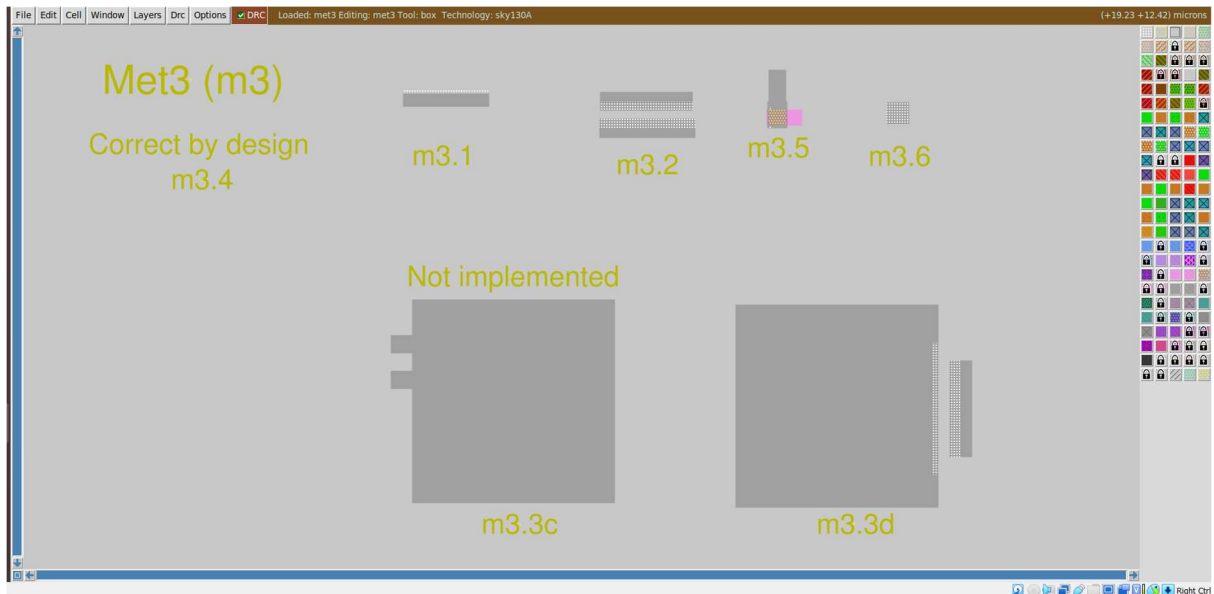 File Edit Cell Window Layers Drc Options DRC Loaded: met3 Editing: met3 Tool: box Technology: sky130A (+19.23 +12.42) microns
Met3 (m3)
Correct by design
m3.4
m3.1
m3.2
m3.5
m3.6
Not implemented
m3.3c
m3.3d
Right Ctrl